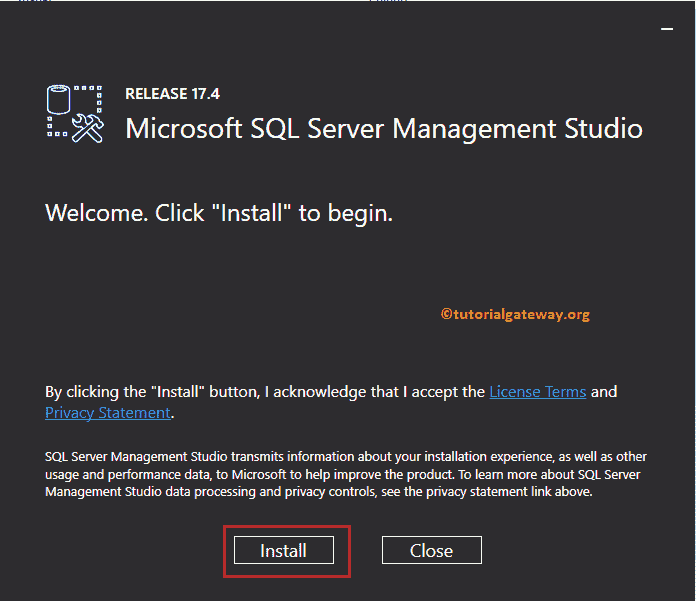 RELEASE 17.4
Microsoft SQL Server Management Studio
Welcome. Click "Install" to begin.
©tutorialgateway.org
By clicking the "Install" button, I acknowledge that I accept the License Terms and
Privacy Statement.
SQL Server Management Studio transmits information about your installation experience, as well as other
usage and performance data, to Microsoft to help improve the product. To learn more about SQL Server
Management Studio data processing and privacy controls, see the privacy statement link above.
Install Close